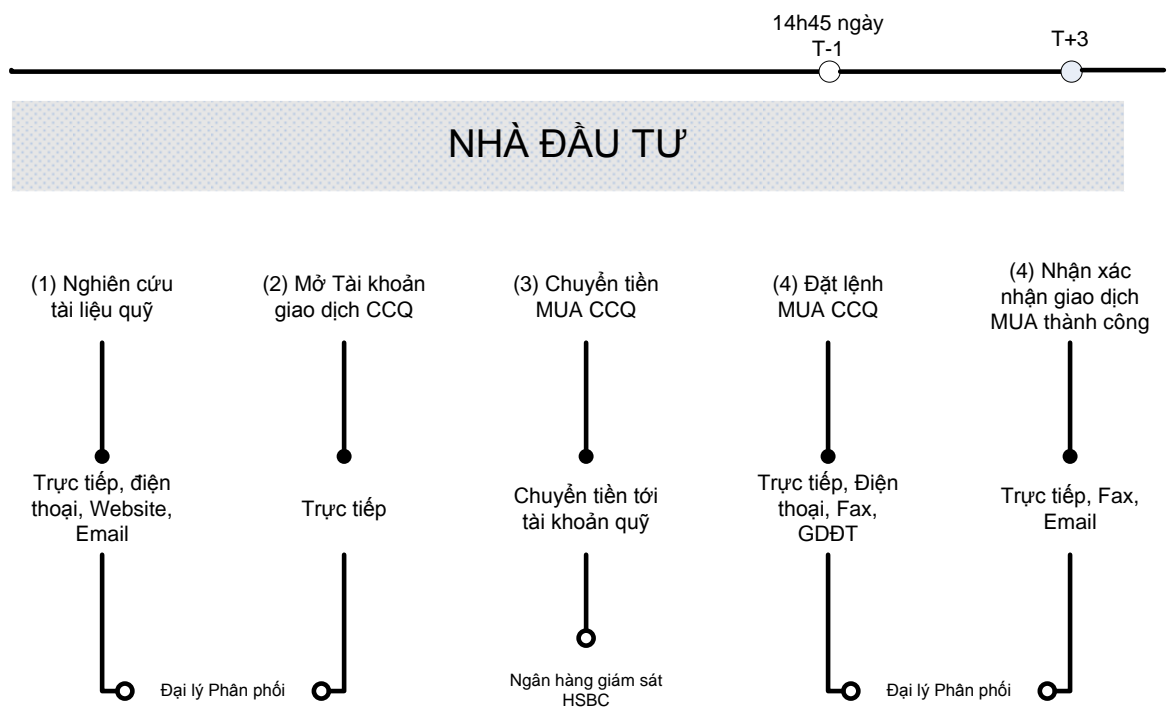 14h45 ngày
T-1
T+3
NHÀ ĐẦU TƯ
(1) Nghiên cứu
tài liệu quỹ
(2) Mở Tài khoản
giao dịch CCQ
(3) Chuyển tiền
MUA CCQ
(4) Đặt lệnh
MUA CCQ
(4) Nhận xác
nhận giao dịch
MUA thành công
Trực tiếp, điện
thoại, Website,
Email
Trực tiếp
Chuyển tiền tới
tài khoản quỹ
Trực tiếp, Điện
thoại, Fax,
GDĐT
Trực tiếp, Fax,
Email
Đại lý Phân phối
Ngân hàng giám sát
HSBC
Đại lý Phân phối